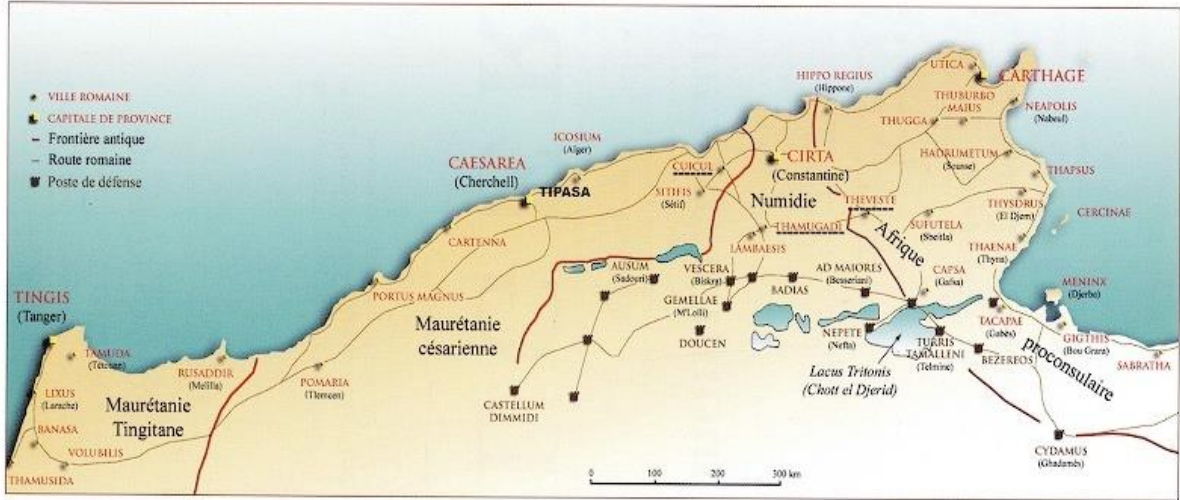 VILLE ROMAINE
CAPITALE DE PROVINCE
Frontière antique
Route romaine
Poste de défense
TINGIS
(Tanger)
TAMUDA
(Tétouan)
LIXUS
(Larache)
BANASA
THAMUSIDA
VOLUBILIS
RUSADDIR
(Melilla)
Maurétanie
Tingitane
POMARIA
(Tlemcen)
PORTUS MAGNUS
CARTENNA
CAESAREA
(Cherchell)
TIPASA
ICOSIUM
(Alger)
Maurétanie
césarienne
CASTELLUM
DIMMIDI
AUSUM
(Sadouri)
SITIFIS
(Sétif)
CUICUL
HIPPO REGIUS
(Hippone)
CIRTA
(Constantine)
Numidie
THEVESTE
THAMUGADI
LAMBAESIS
VESCERA
(Biskra)
GEMELLAE
(M'Lolli)
DOUCEN
BADIAS
AD MAIORES
(Besseriani)
NEPETE
(Nefta)
Lacus Tritonis
(Chott el Djerid)
UTICA
CARTHAGE
THUBURBO
MAIUS
NEAPOLIS
(Nabeul)
THUGGA
HADRUMETUM
(Sousse)
THAPSUS
THYSDRUS
(El Djem)
CERCINAE
SUFUTELA
(Sbeitla)
THAENAE
(Thyna)
Afrique
proconsulaire
CAPSA
(Gafsa)
MENINX
(Djerba)
TACAPAE
(Gabès)
GIGTHIS
(Bou Grara)
SABRATHA
TURRIS
TAMALLENI
(Telmine)
BEZEREOS
CYDAMUS
(Ghadamès)
0 100 200 300 km